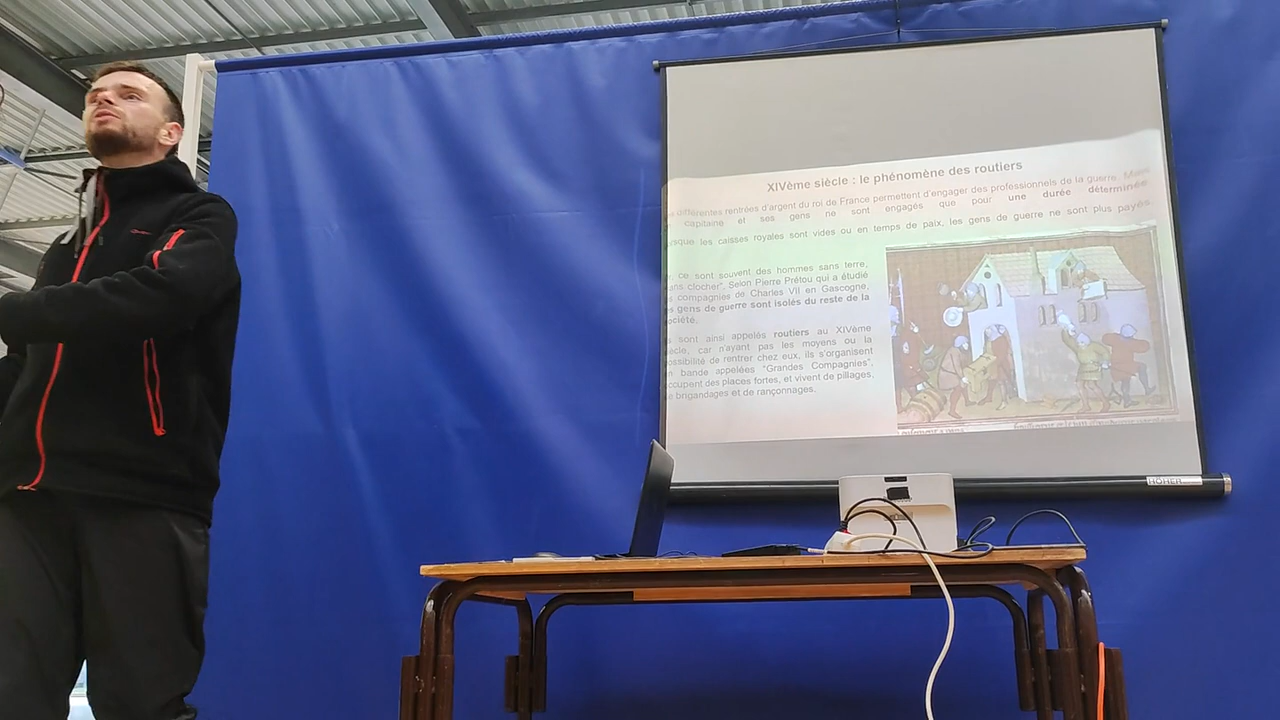 XIVème siècle : le phénomène des routiers
différentes rentrées d'argent du roi de France permettent d'engager des professionnels de la guerre. Mais
capitaine et ses gens ne sont engagés que pour une durée déterminée
sque les caisses royales sont vides ou en temps de paix, les gens de guerre ne sont plus payés
, ce sont souvent des hommes sans terre,
ans clocher". Selon Pierre Prétou qui a étudié
s compagnies de Charles VII en Gascogne,
s gens de guerre sont isolés du reste de la
ociété.
s sont ainsi appelés routiers au XIVème
ècle, car n'ayant pas les moyens ou la
ossibilité de rentrer chez eux, ils s'organisent
n bande appelées "Grandes Compagnies",
ccupent des places fortes, et vivent de pillages,
e brigandages et de rançonnages.
HÖHER